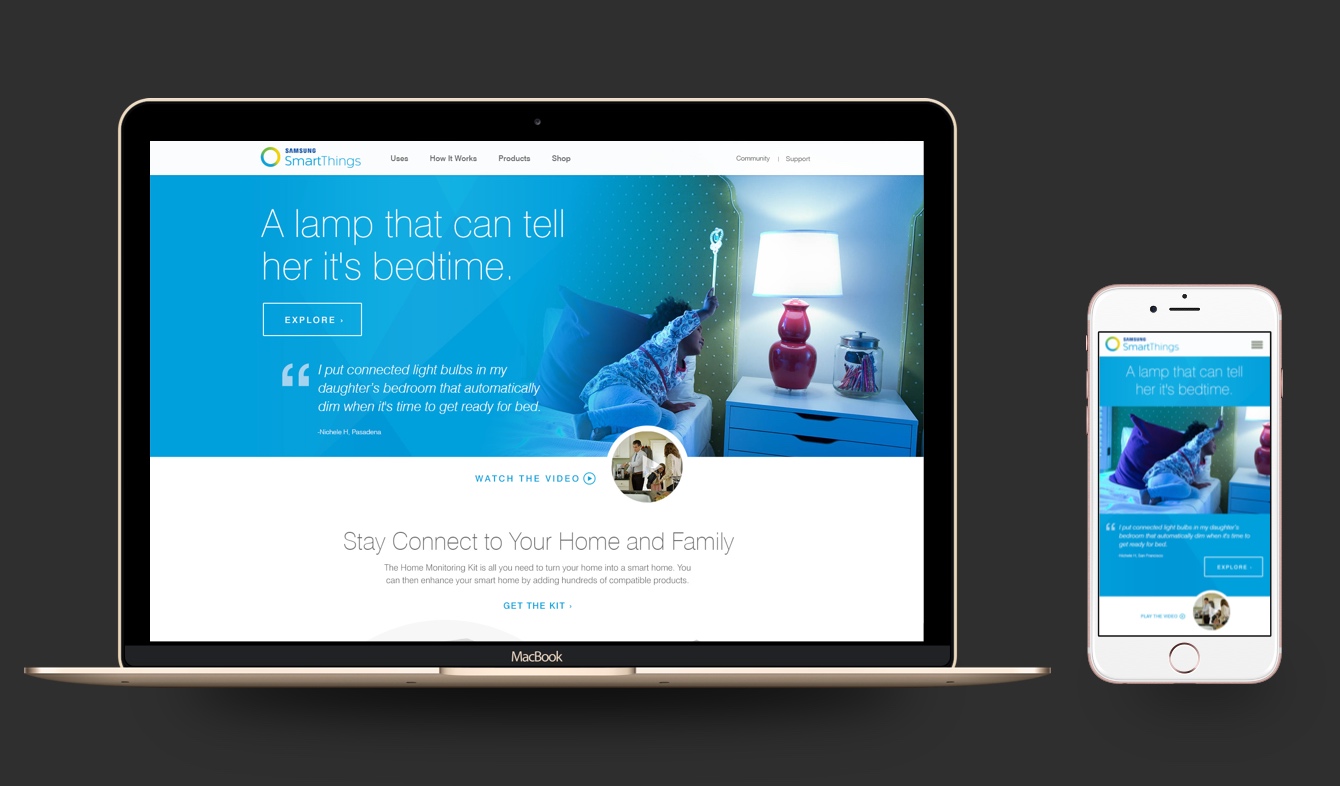 SAMSUNG
SmartThings
Uses
How It Works
Products
Shop
Community | Support
A lamp that can tell
her it's bedtime.
EXPLORE ›
“ I put connected light bulbs in my
daughter's bedroom that automatically
dim when it's time to get ready for bed.
-Nichele H, Pasadena
WATCH THE VIDEO
Stay Connect to Your Home and Family
The Home Monitoring Kit is all you need to turn your home into a smart home. You
can then enhance your smart home by adding hundreds of compatible products.
GET THE KIT ›
MacBook
SAMSUNG
SmartThings
A lamp that can tell
her it's bedtime.
“ I put connected light bulbs in my daughter's
bedroom that automatically dim when it's time to
get ready for bed.
Nichele H, San Francisco
EXPLORE ›
PLAY THE VIDEO